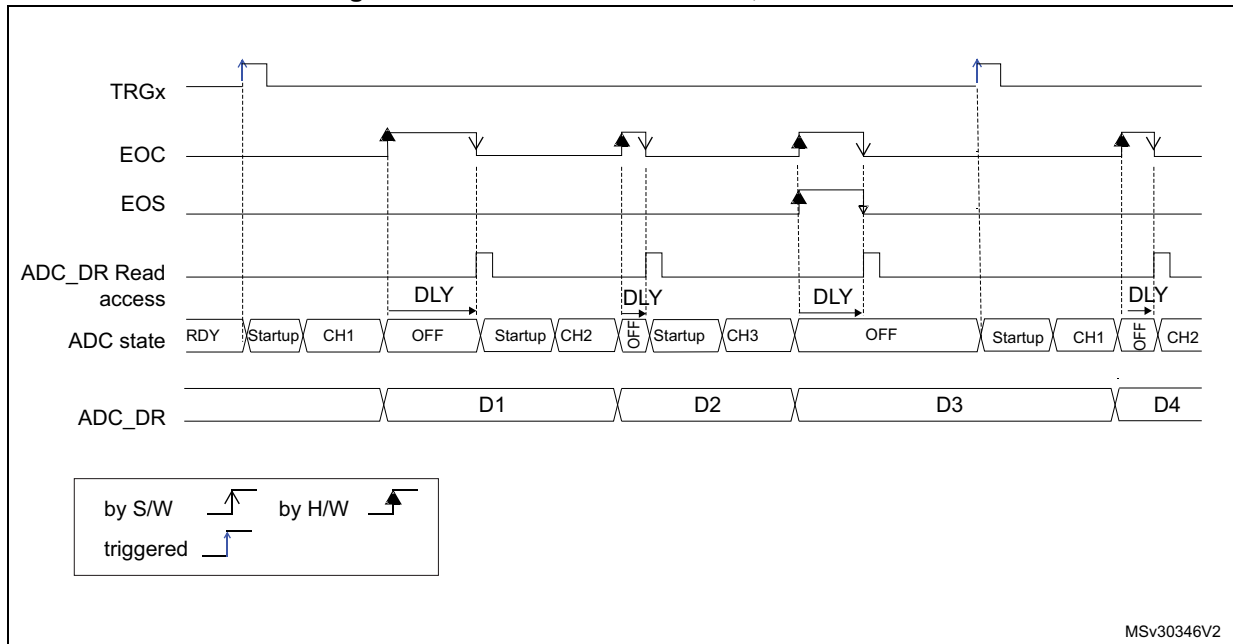 TRGx
EOC
EOS
ADC_DR Read
access
DLY DLY DLY DLY
ADC state RDY Startup CH1 OFF Startup CH2 OFF Startup CH3 OFF Startup CH1 OFF CH2
ADC_DR D1 D2 D3 D4
by S/W by H/W
triggered
MSv30346V2